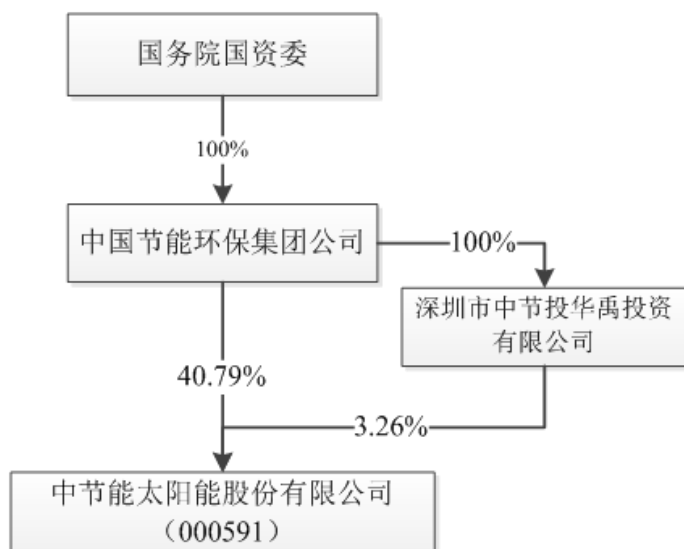 国务院国资委
100%
中国节能环保集团公司
100%
深圳市中节投华禹投资
有限公司
40.79%
3.26%
中节能太阳能股份有限公司
（000591）